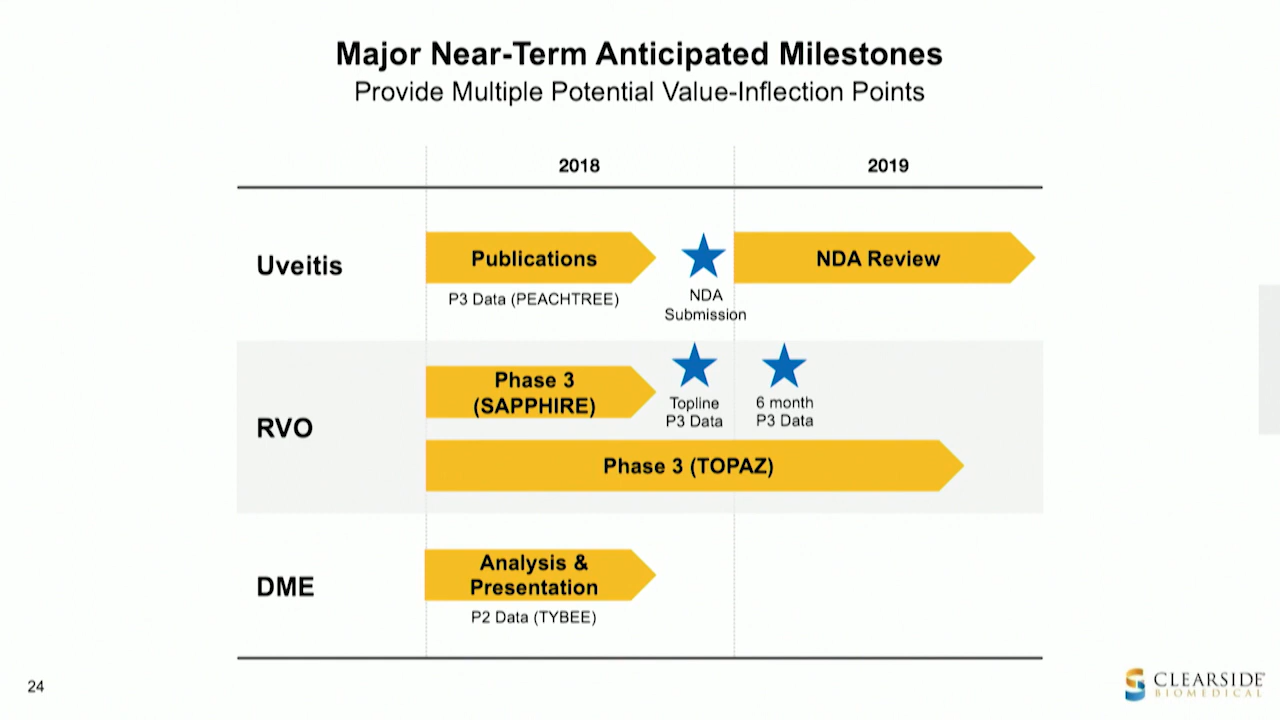 Major Near-Term Anticipated Milestones
Provide Multiple Potential Value-Inflection Points
2018
2019
Uveitis
Publications
P3 Data (PEACHTREE)
NDA
Submission
NDA Review
RVO
Phase 3
(SAPPHIRE)
Topline
P3 Data
6 month
P3 Data
Phase 3 (TOPAZ)
DME
Analysis &
Presentation
P2 Data (TYBEE)
24
CLEARSIDE
BIOMEDICAL